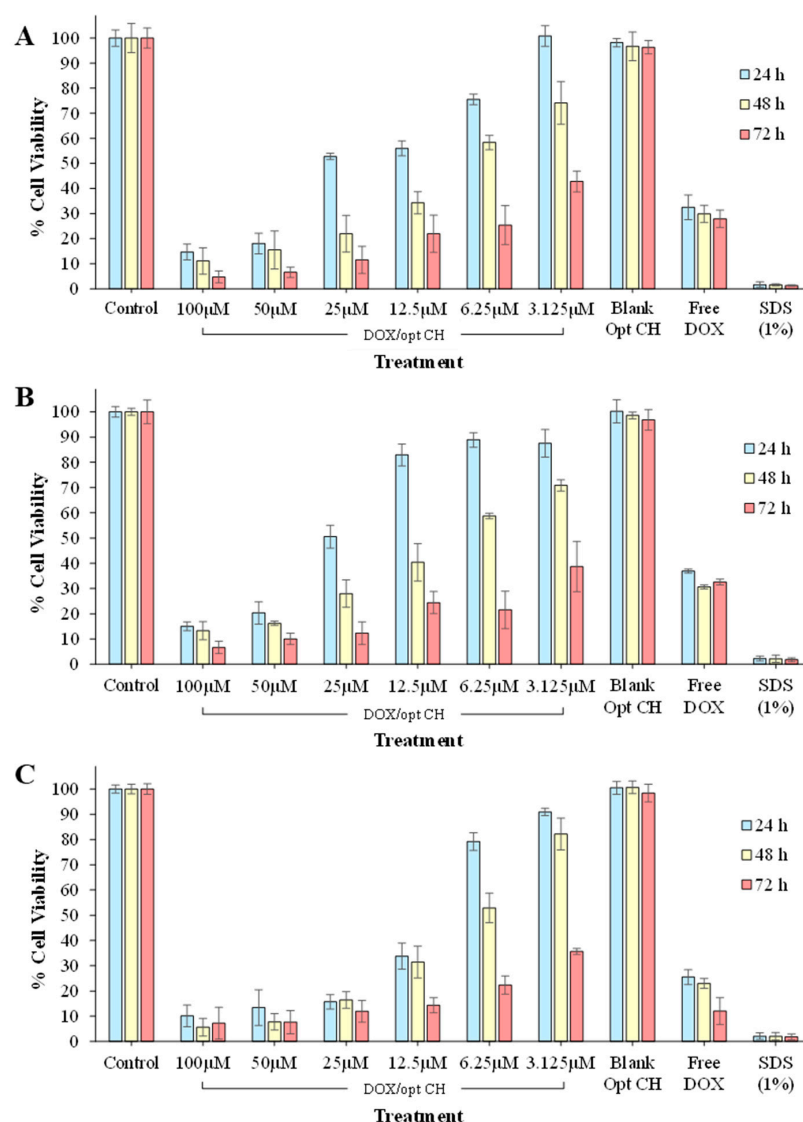 A
% Cell Viability
100
90
80
70
60
50
40
30
20
10
0
24 h
48 h
72 h
Control 100μM 50μM 25μM 12.5μM 6.25μM 3.125μM Blank Opt CH Free DOX SDS (1%)
DOX/opt CH
Treatment
B
% Cell Viability
100
90
80
70
60
50
40
30
20
10
0
24 h
48 h
72 h
Control 100μM 50μM 25μM 12.5μM 6.25μM 3.125μM Blank Opt CH Free DOX SDS (1%)
DOX/opt CH
Treatment
C
% Cell Viability
100
90
80
70
60
50
40
30
20
10
0
24 h
48 h
72 h
Control 100μM 50μM 25μM 12.5μM 6.25μM 3.125μM Blank Opt CH Free DOX SDS (1%)
DOX/opt CH
Treatment